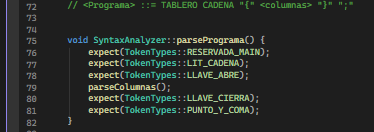 72 // <Programa> ::= TABLERO CADENA "{" <columnas> "}" ";"
73
74
75 void SyntaxAnalyzer::parsePrograma() {
76 expect(TokenTypes::RESERVADA_MAIN);
77 expect(TokenTypes::LIT_CADENA);
78 expect(TokenTypes::LLAVE_ABRE);
79 parseColumnas();
80 expect(TokenTypes::LLAVE_CIERRA);
81 expect(TokenTypes::PUNTO_Y_COMA);
82 }